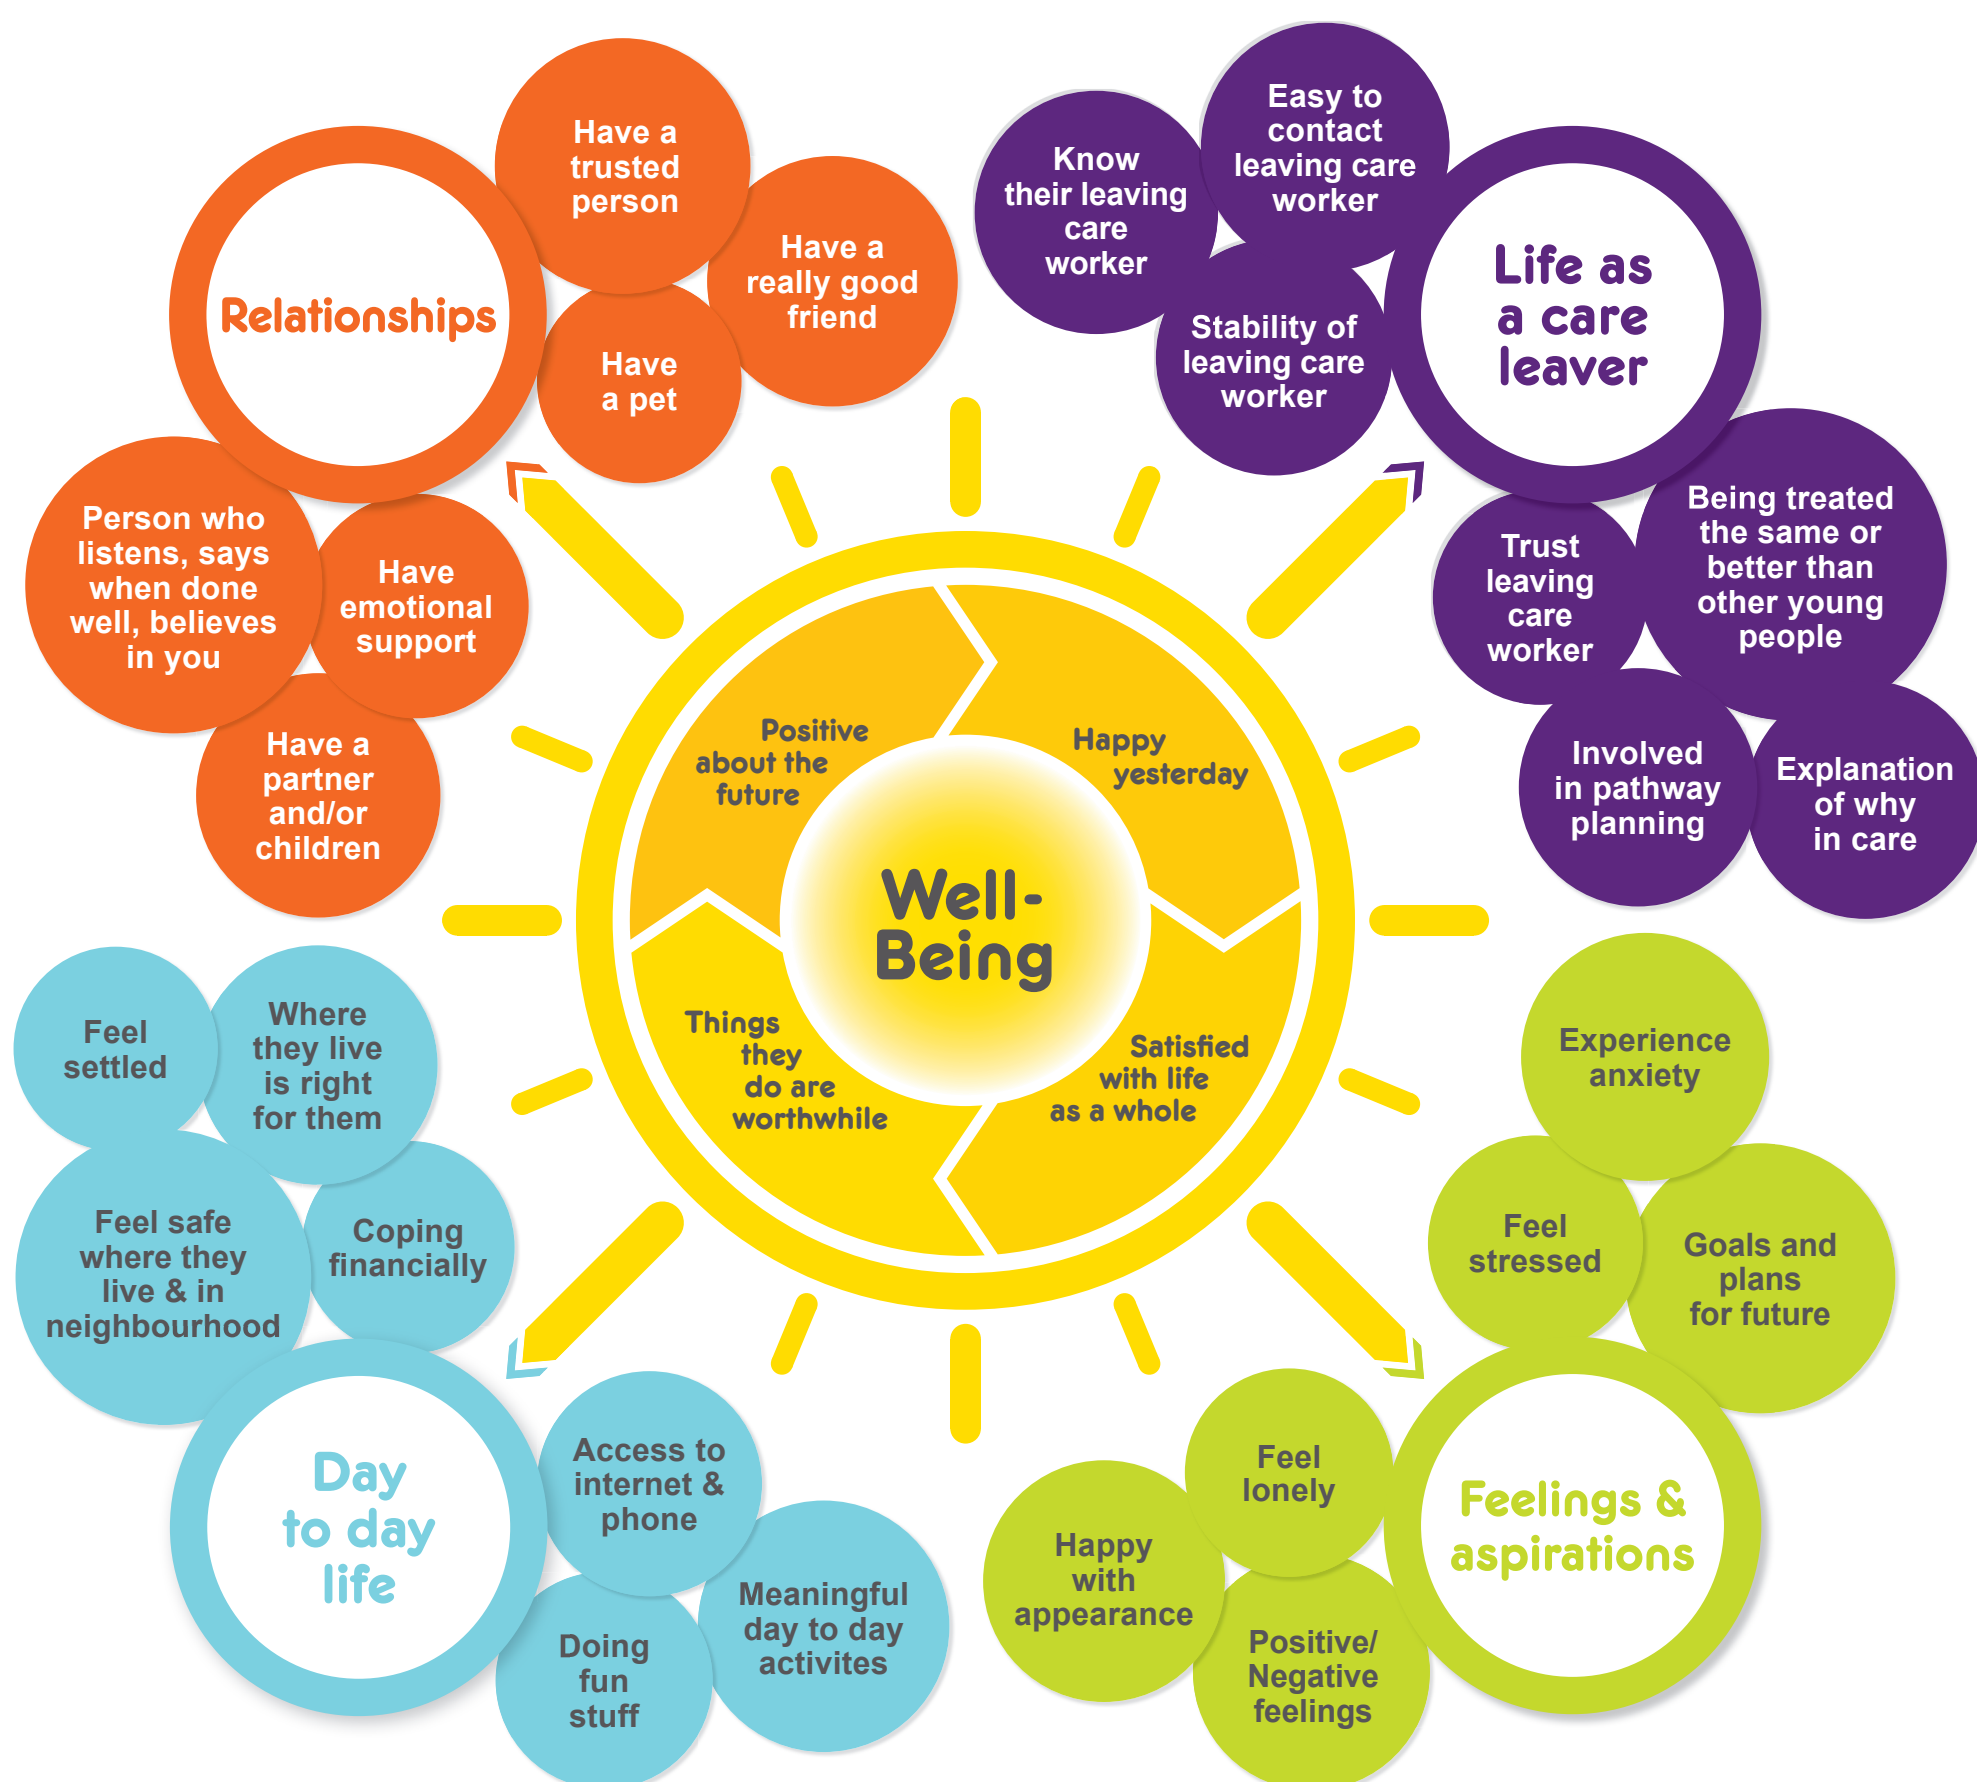 Relationships
Have a
trusted
person
Have a
really good
friend
Have
a pet
Person who
listens, says
when done
well, believes
in you
Have
emotional
support
Have a
partner
and/or
children
Know
their leaving
care
worker
Easy to
contact
leaving care
worker
Stability of
leaving care
worker
Life as
a care
leaver
Trust
leaving
care
worker
Being treated
the same or
better than
other young
people
Involved
in pathway
planning
Explanation
of why
in care
Positive
about the
future
Happy
yesterday
Well-
Being
Things
they
do are
worthwhile
Satisfied
with life
as a whole
Feel
settled
Where
they live
is right
for them
Feel safe
where they
live & in
neighbourhood
Coping
financially
Day
to day
life
Access to
internet &
phone
Doing
fun
stuff
Meaningful
day to day
activites
Experience
anxiety
Feel
stressed
Goals and
plans
for future
Feel
lonely
Happy
with
appearance
Positive/
Negative
feelings
Feelings &
aspirations